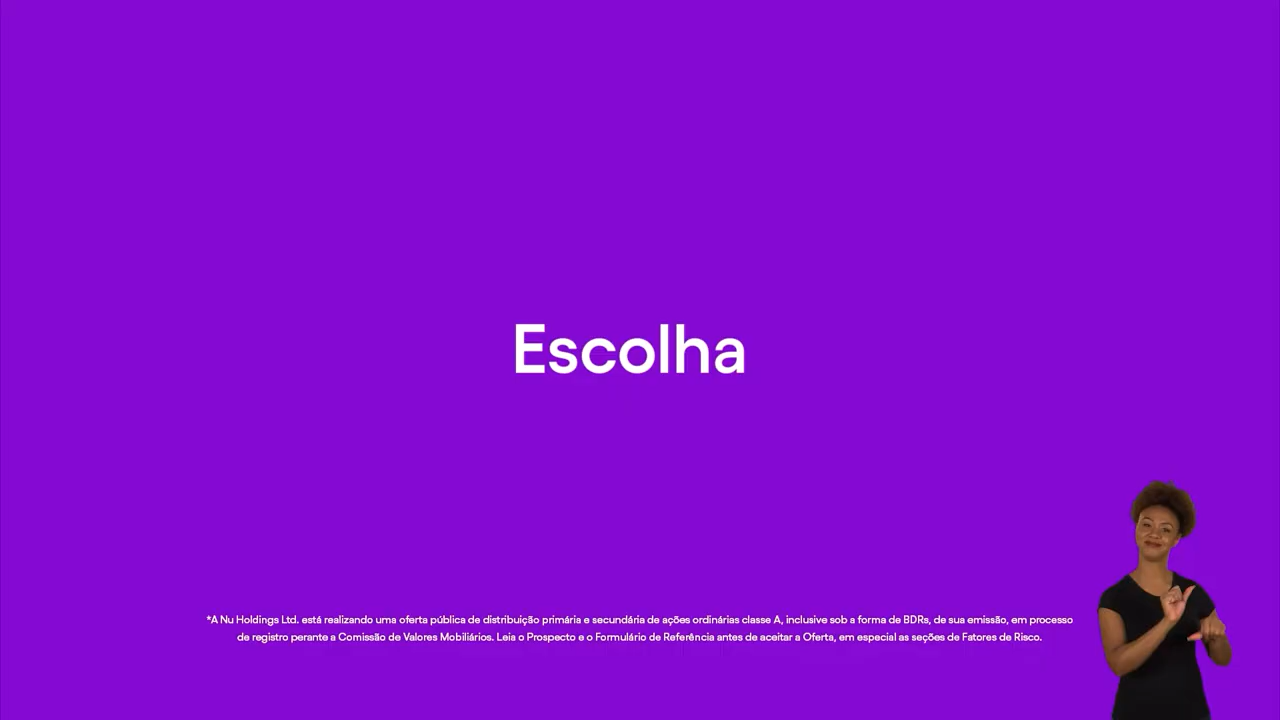 Escolha
*A Nu Holdings Ltd. está realizando uma oferta pública de distribuição primária e secundária de ações ordinárias classe A, inclusive sob a forma de BDRs, de sua emissão, em processo
de registro perante a Comissão de Valores Mobiliários. Leia o Prospecto e o Formulário de Referência antes de aceitar a Oferta, em especial as seções de Fatores de Risco.